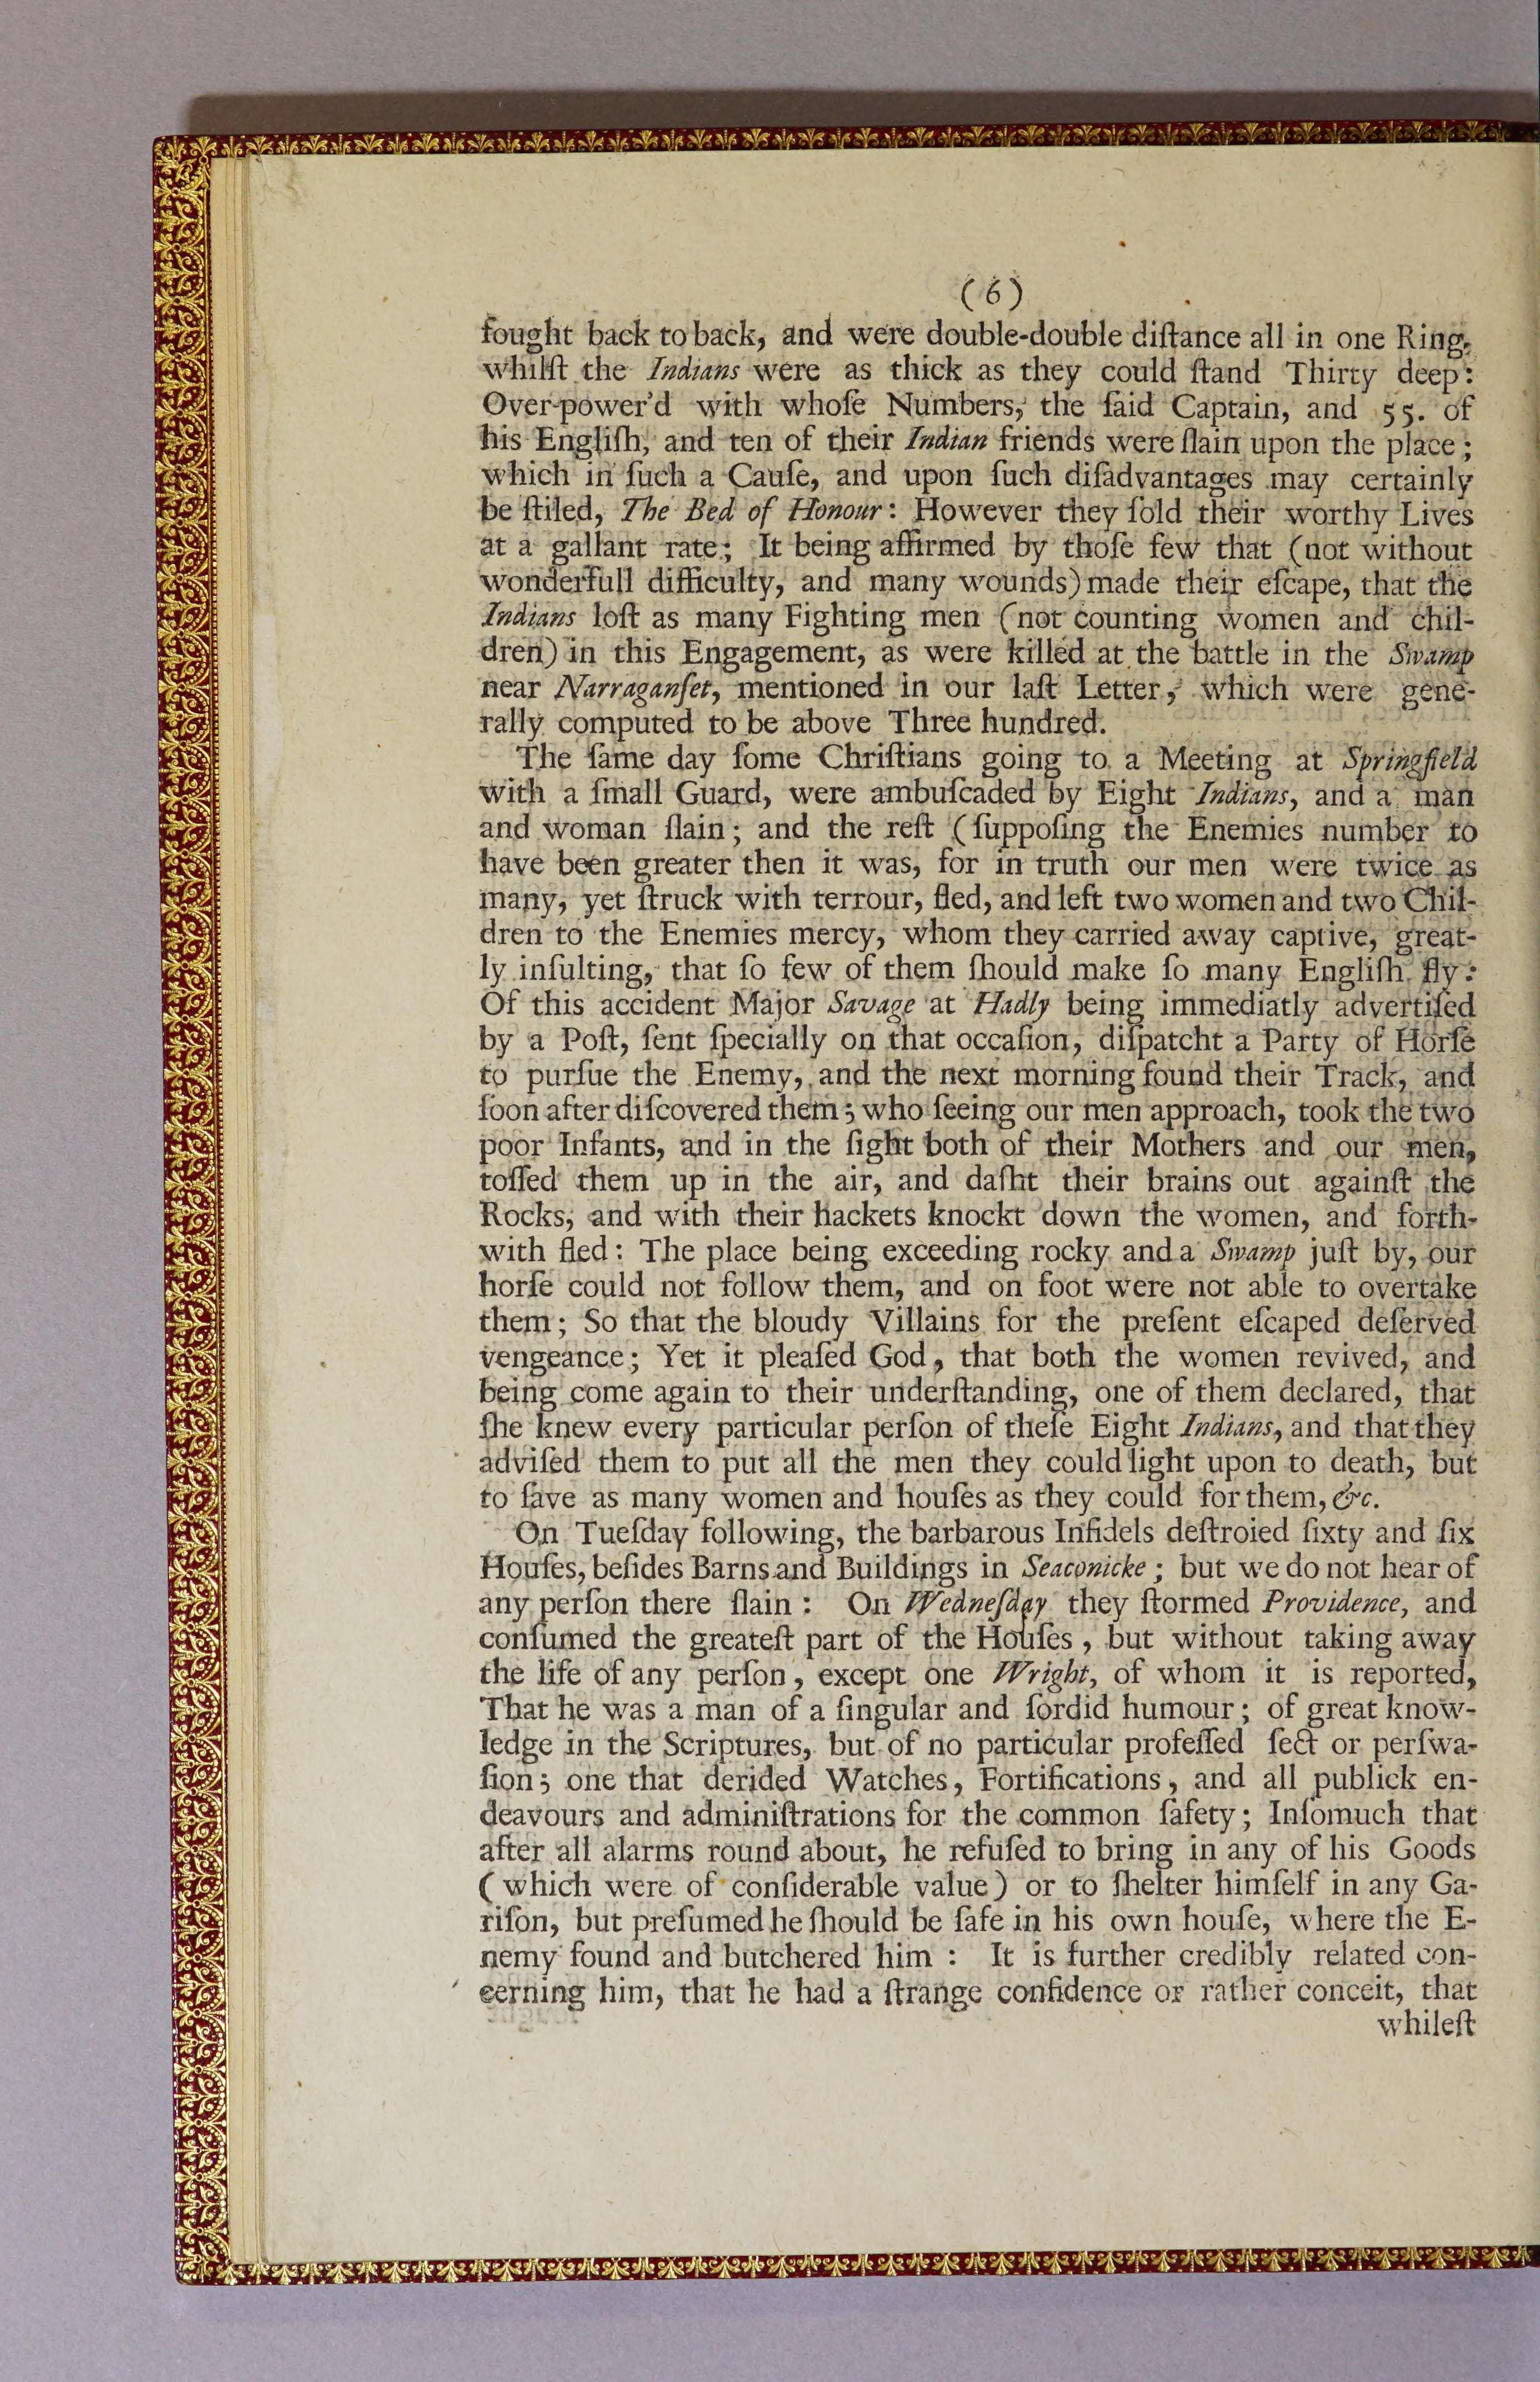 (6)
fought back to back, and were double-double diſtance all in one Ring,
whilſt the Indians were as thick as they could ſtand Thirty deep:
Over-power'd with whoſe Numbers, the ſaid Captain, and 55. of
his Engliſh, and ten of their Indian friends were ſlain upon the place;
which in ſuch a Cauſe, and upon ſuch diſadvantages may certainly
be ſtiled, The Bed of Honour: However they ſold their worthy Lives
at a gallant rate; It being affirmed by thoſe few that (not without
wonderfull difficulty, and many wounds) made their eſcape, that the
Indians loſt as many Fighting men (not counting women and chil-
dren) in this Engagement, as were killed at the battle in the Swamp
near Narraganſet, mentioned in our laſt Letter, which were gene-
rally computed to be above Three hundred.
The ſame day ſome Chriſtians going to a Meeting at Springfield
with a ſmall Guard, were ambuſcaded by Eight Indians, and a man
and woman ſlain; and the reſt (ſuppoſing the Enemies number to
have been greater then it was, for in truth our men were twice as
many, yet ſtruck with terrour, fled, and left two women and two Chil-
dren to the Enemies mercy, whom they carried away captive, great-
ly inſulting, that ſo few of them ſhould make ſo many Engliſh fly:
Of this accident Major Savage at Hadly being immediatly advertiſed
by a Poſt, ſent ſpecially on that occaſion, diſpatcht a Party of Horſe
to purſue the Enemy, and the next morning found their Track, and
ſoon after diſcovered them; who ſeeing our men approach, took the two
poor Infants, and in the ſight both of their Mothers and our men,
toſſed them up in the air, and daſht their brains out againſt the
Rocks, and with their hackets knockt down the women, and forth-
with fled: The place being exceeding rocky and a Swamp juſt by, our
horſe could not follow them, and on foot were not able to overtake
them; So that the bloudy Villains for the preſent eſcaped deſerved
vengeance; Yet it pleaſed God, that both the women revived, and
being come again to their underſtanding, one of them declared, that
ſhe knew every particular perſon of theſe Eight Indians, and that they
adviſed them to put all the men they could light upon to death, but
to ſave as many women and houſes as they could for them, &c.
On Tueſday following, the barbarous Infidels deſtroied ſixty and ſix
Houſes, beſides Barns and Buildings in Seaconicke; but we do not hear of
any perſon there ſlain: On Wedneſday they ſtormed Providence, and
conſumed the greateſt part of the Houſes, but without taking away
the life of any perſon, except one Wright, of whom it is reported,
That he was a man of a ſingular and ſordid humour; of great know-
ledge in the Scriptures, but of no particular profeſſed ſect or perſwa-
ſion; one that derided Watches, Fortifications, and all publick en-
deavours and adminiſtrations for the common ſafety; Inſomuch that
after all alarms round about, he refuſed to bring in any of his Goods
(which were of conſiderable value) or to ſhelter himſelf in any Ga-
riſon, but preſumed he ſhould be ſafe in his own houſe, where the E-
nemy found and butchered him: It is further credibly related con-
cerning him, that he had a ſtrange confidence or rather conceit, that
whileſt